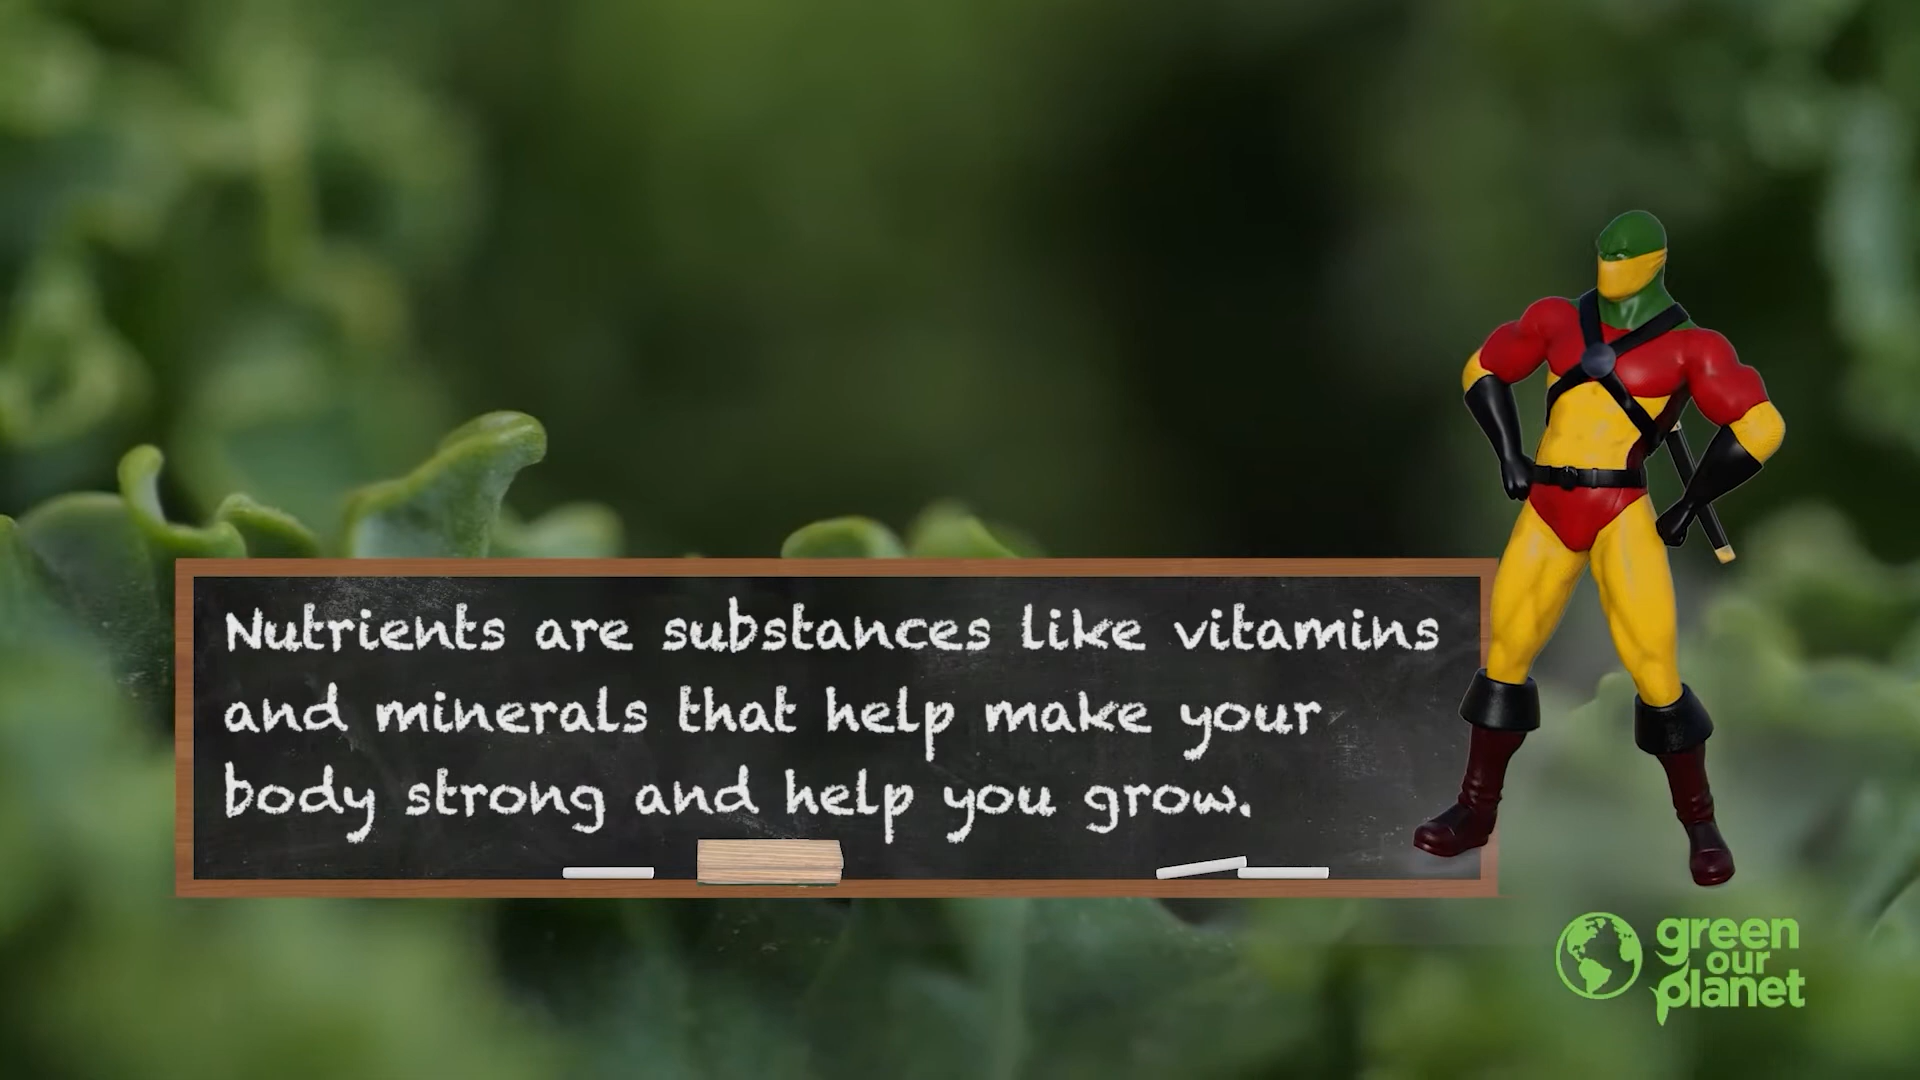 Nutrients are substances like vitamins
and minerals that help make your
body strong and help you grow.
green
our
planet